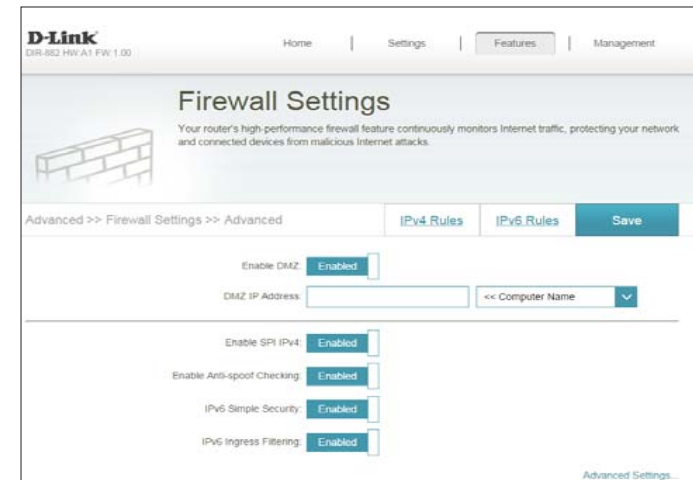 D-Link
DIR-882 HW:A1 FW:1.00
Home | Settings | Features | Management
Firewall Settings
Your router's high-performance firewall feature continuously monitors Internet traffic, protecting your network
and connected devices from malicious Internet attacks.
Advanced >> Firewall Settings >> Advanced IPv4 Rules IPv6 Rules Save
Enable DMZ: Enabled
DMZ IP Address: << Computer Name
Enable SPI IPv4: Enabled
Enable Anti-spoof Checking: Enabled
IPv6 Simple Security: Enabled
IPv6 Ingress Filtering: Enabled
Advanced Settings...